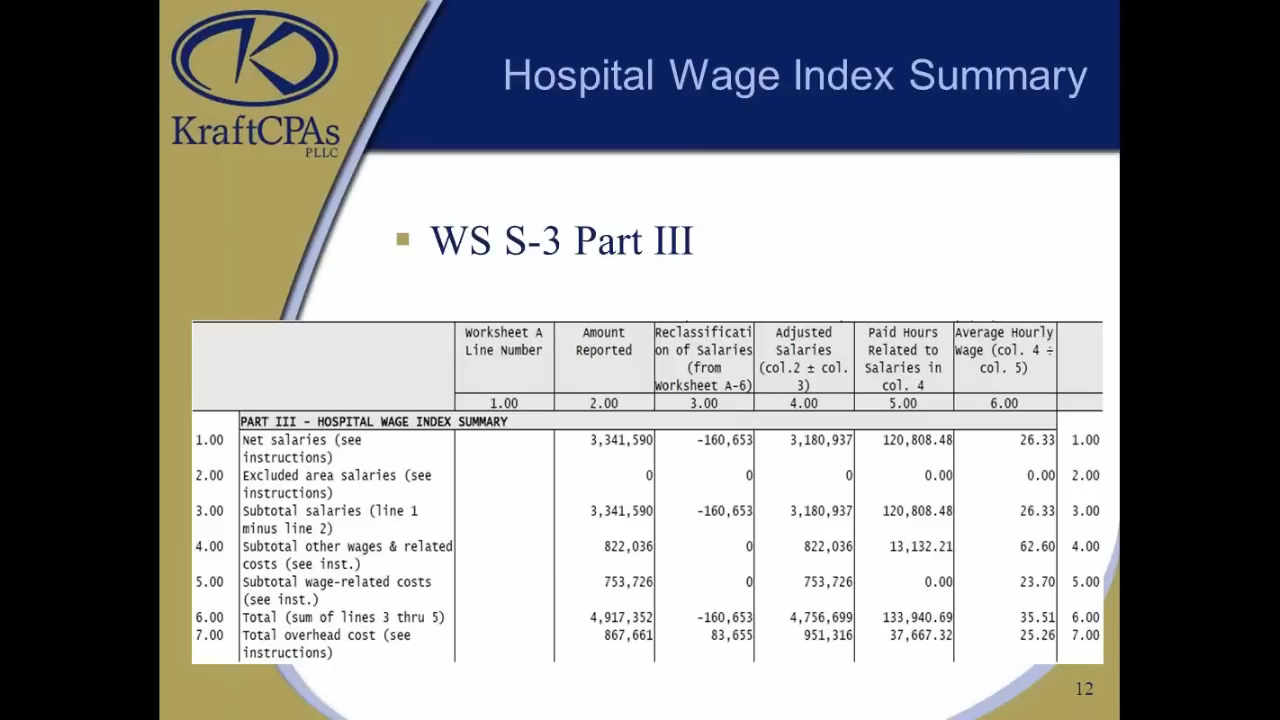 Hospital Wage Index Summary
KraftCPAs
PLLC
WS S-3 Part III
Worksheet A Amount Reclassificati Adjusted Paid Hours Average Hourly
Line Number Reported on of Salaries Salaries Related to Wage (col. 4 ÷
(from (col.2 ± col. Salaries in col. 5)
Worksheet A-6) 3) col. 4
1.00 2.00 3.00 4.00 5.00 6.00
PART III - HOSPITAL WAGE INDEX SUMMARY
1.00 Net salaries (see 3,341,590 -160,653 3,180,937 120,808.48 26.33 1.00
instructions)
2.00 Excluded area salaries (see 0 0 0 0.00 0.00 2.00
instructions)
3.00 Subtotal salaries (line 1 3,341,590 -160,653 3,180,937 120,808.48 26.33 3.00
minus line 2)
4.00 Subtotal other wages & related 822,036 0 822,036 13,132.21 62.60 4.00
costs (see inst.)
5.00 Subtotal wage-related costs 753,726 0 753,726 0.00 23.70 5.00
(see inst.)
6.00 Total (sum of lines 3 thru 5) 4,917,352 -160,653 4,756,699 133,940.69 35.51 6.00
7.00 Total overhead cost (see 867,661 83,655 951,316 37,667.32 25.26 7.00
instructions)
12